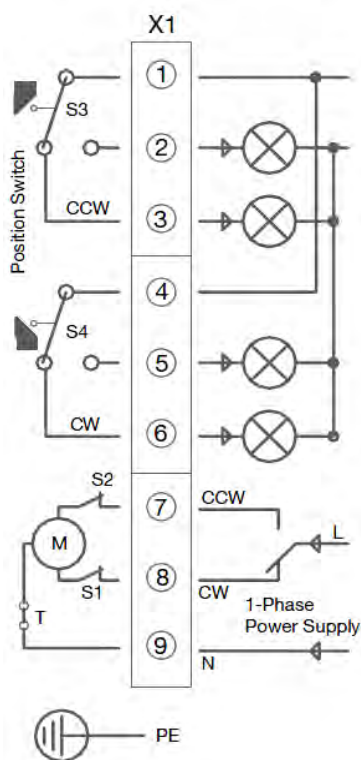 X1
1
S3
2
Position Switch
CCW
3
4
S4
5
CW
6
S2
7
CCW
M
L
S1
8
CW
T
1-Phase
Power Supply
9
N
PE